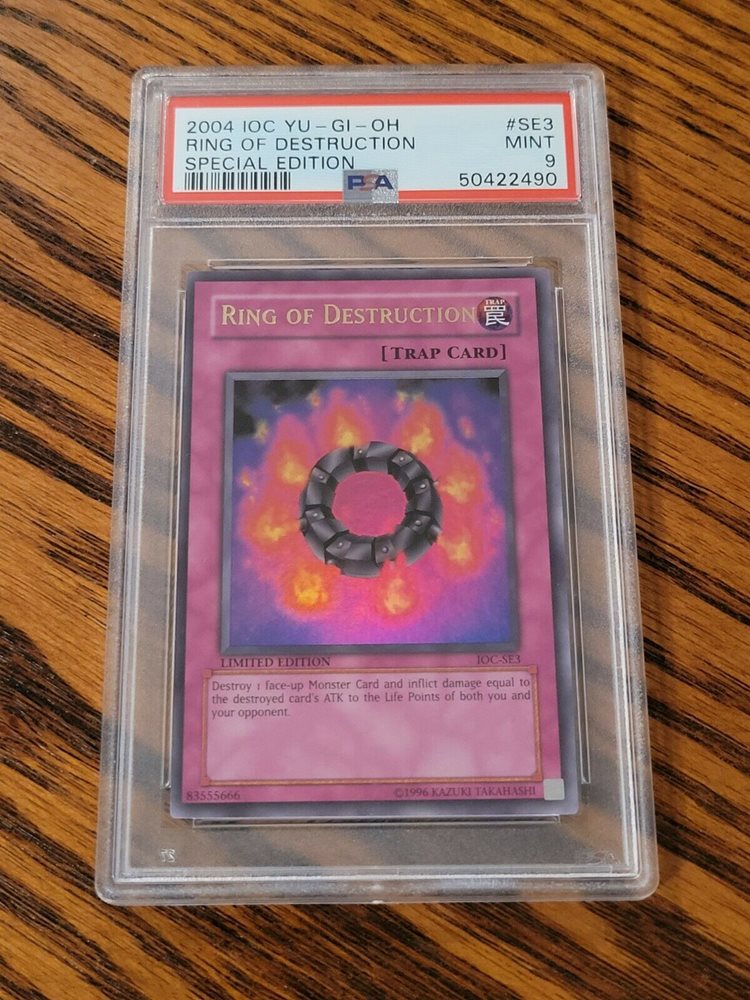 2004 IOC YU-GI-OH #SE3
RING OF DESTRUCTION MINT
SPECIAL EDITION 9
PSA 50422490
RING OF DESTRUCTION TRAP 罠
[TRAP CARD]
LIMITED EDITION IOC-SE3
Destroy 1 face-up Monster Card and inflict damage equal to
the destroyed card's ATK to the Life Points of both you and
your opponent.
83555666 ©1996 KAZUKI TAKAHASHI